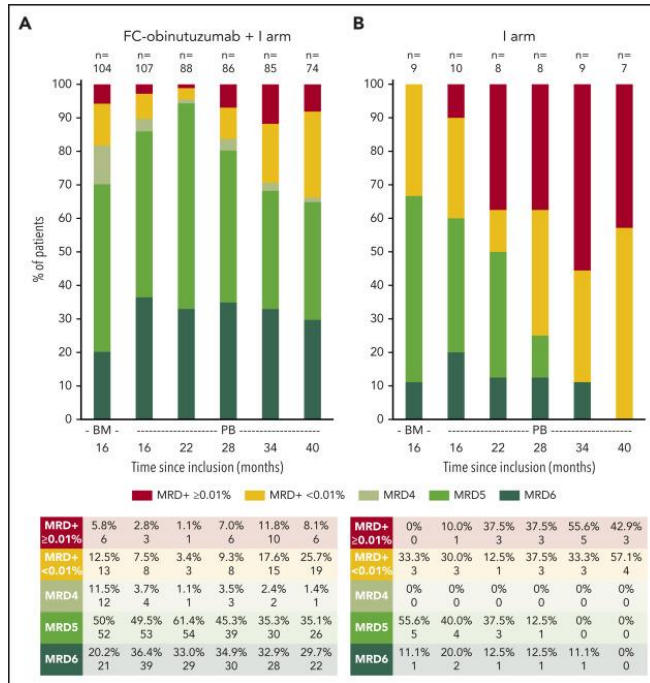 A
FC-obinutuzumab + I arm
n= n= n= n= n= n=
104 107 88 86 85 74
100
90
80
70
60
50
40
30
20
10
0
% of patients
- BM - -------------------- PB --------------------
16 16 22 28 34 40
Time since inclusion (months)
B
I arm
n= n= n= n= n= n=
9 10 8 8 9 7
100
90
80
70
60
50
40
30
20
10
0
- BM - -------------------- PB --------------------
16 16 22 28 34 40
Time since inclusion (months)
MRD+ ≥0.01% MRD+ <0.01% MRD4 MRD5 MRD6
MRD+ 5.8% 2.8% 1.1% 7.0% 11.8% 8.1%
≥0.01% 6 3 1 6 10 6
MRD+ 12.5% 7.5% 3.4% 9.3% 17.6% 25.7%
<0.01% 13 8 3 8 15 19
MRD4 11.5% 3.7% 1.1% 3.5% 2.4% 1.4%
12 4 1 3 2 1
MRD5 50% 49.5% 61.4% 45.3% 35.3% 35.1%
52 53 54 39 30 26
MRD6 20.2% 36.4% 33.0% 34.9% 32.9% 29.7%
21 39 29 30 28 22
MRD+ 0% 10.0% 37.5% 37.5% 55.6% 42.9%
≥0.01% 0 1 3 3 5 3
MRD+ 33.3% 30.0% 12.5% 37.5% 33.3% 57.1%
<0.01% 3 3 1 3 3 4
MRD4 0% 0% 0% 0% 0% 0%
0 0 0 0 0 0
MRD5 55.6% 40.0% 37.5% 12.5% 0% 0%
5 4 3 1 0 0
MRD6 11.1% 20.0% 12.5% 12.5% 11.1% 0%
1 2 1 1 1 0